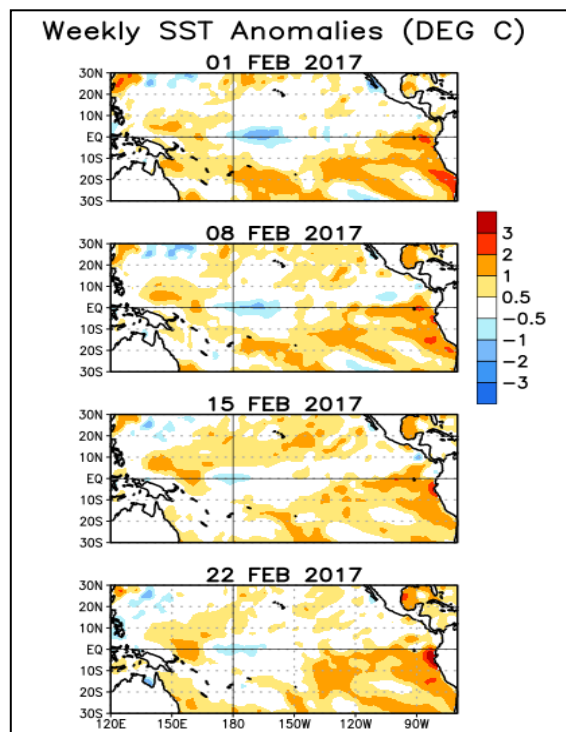 Weekly SST Anomalies (DEG C)
01 FEB 2017
30N
20N
10N
EQ
10S
20S
30S
08 FEB 2017
30N
20N
10N
EQ
10S
20S
30S
3
2
1
0.5
-0.5
-1
-2
-3
15 FEB 2017
30N
20N
10N
EQ
10S
20S
30S
22 FEB 2017
30N
20N
10N
EQ
10S
20S
30S
120E 150E 180 150W 120W 90W